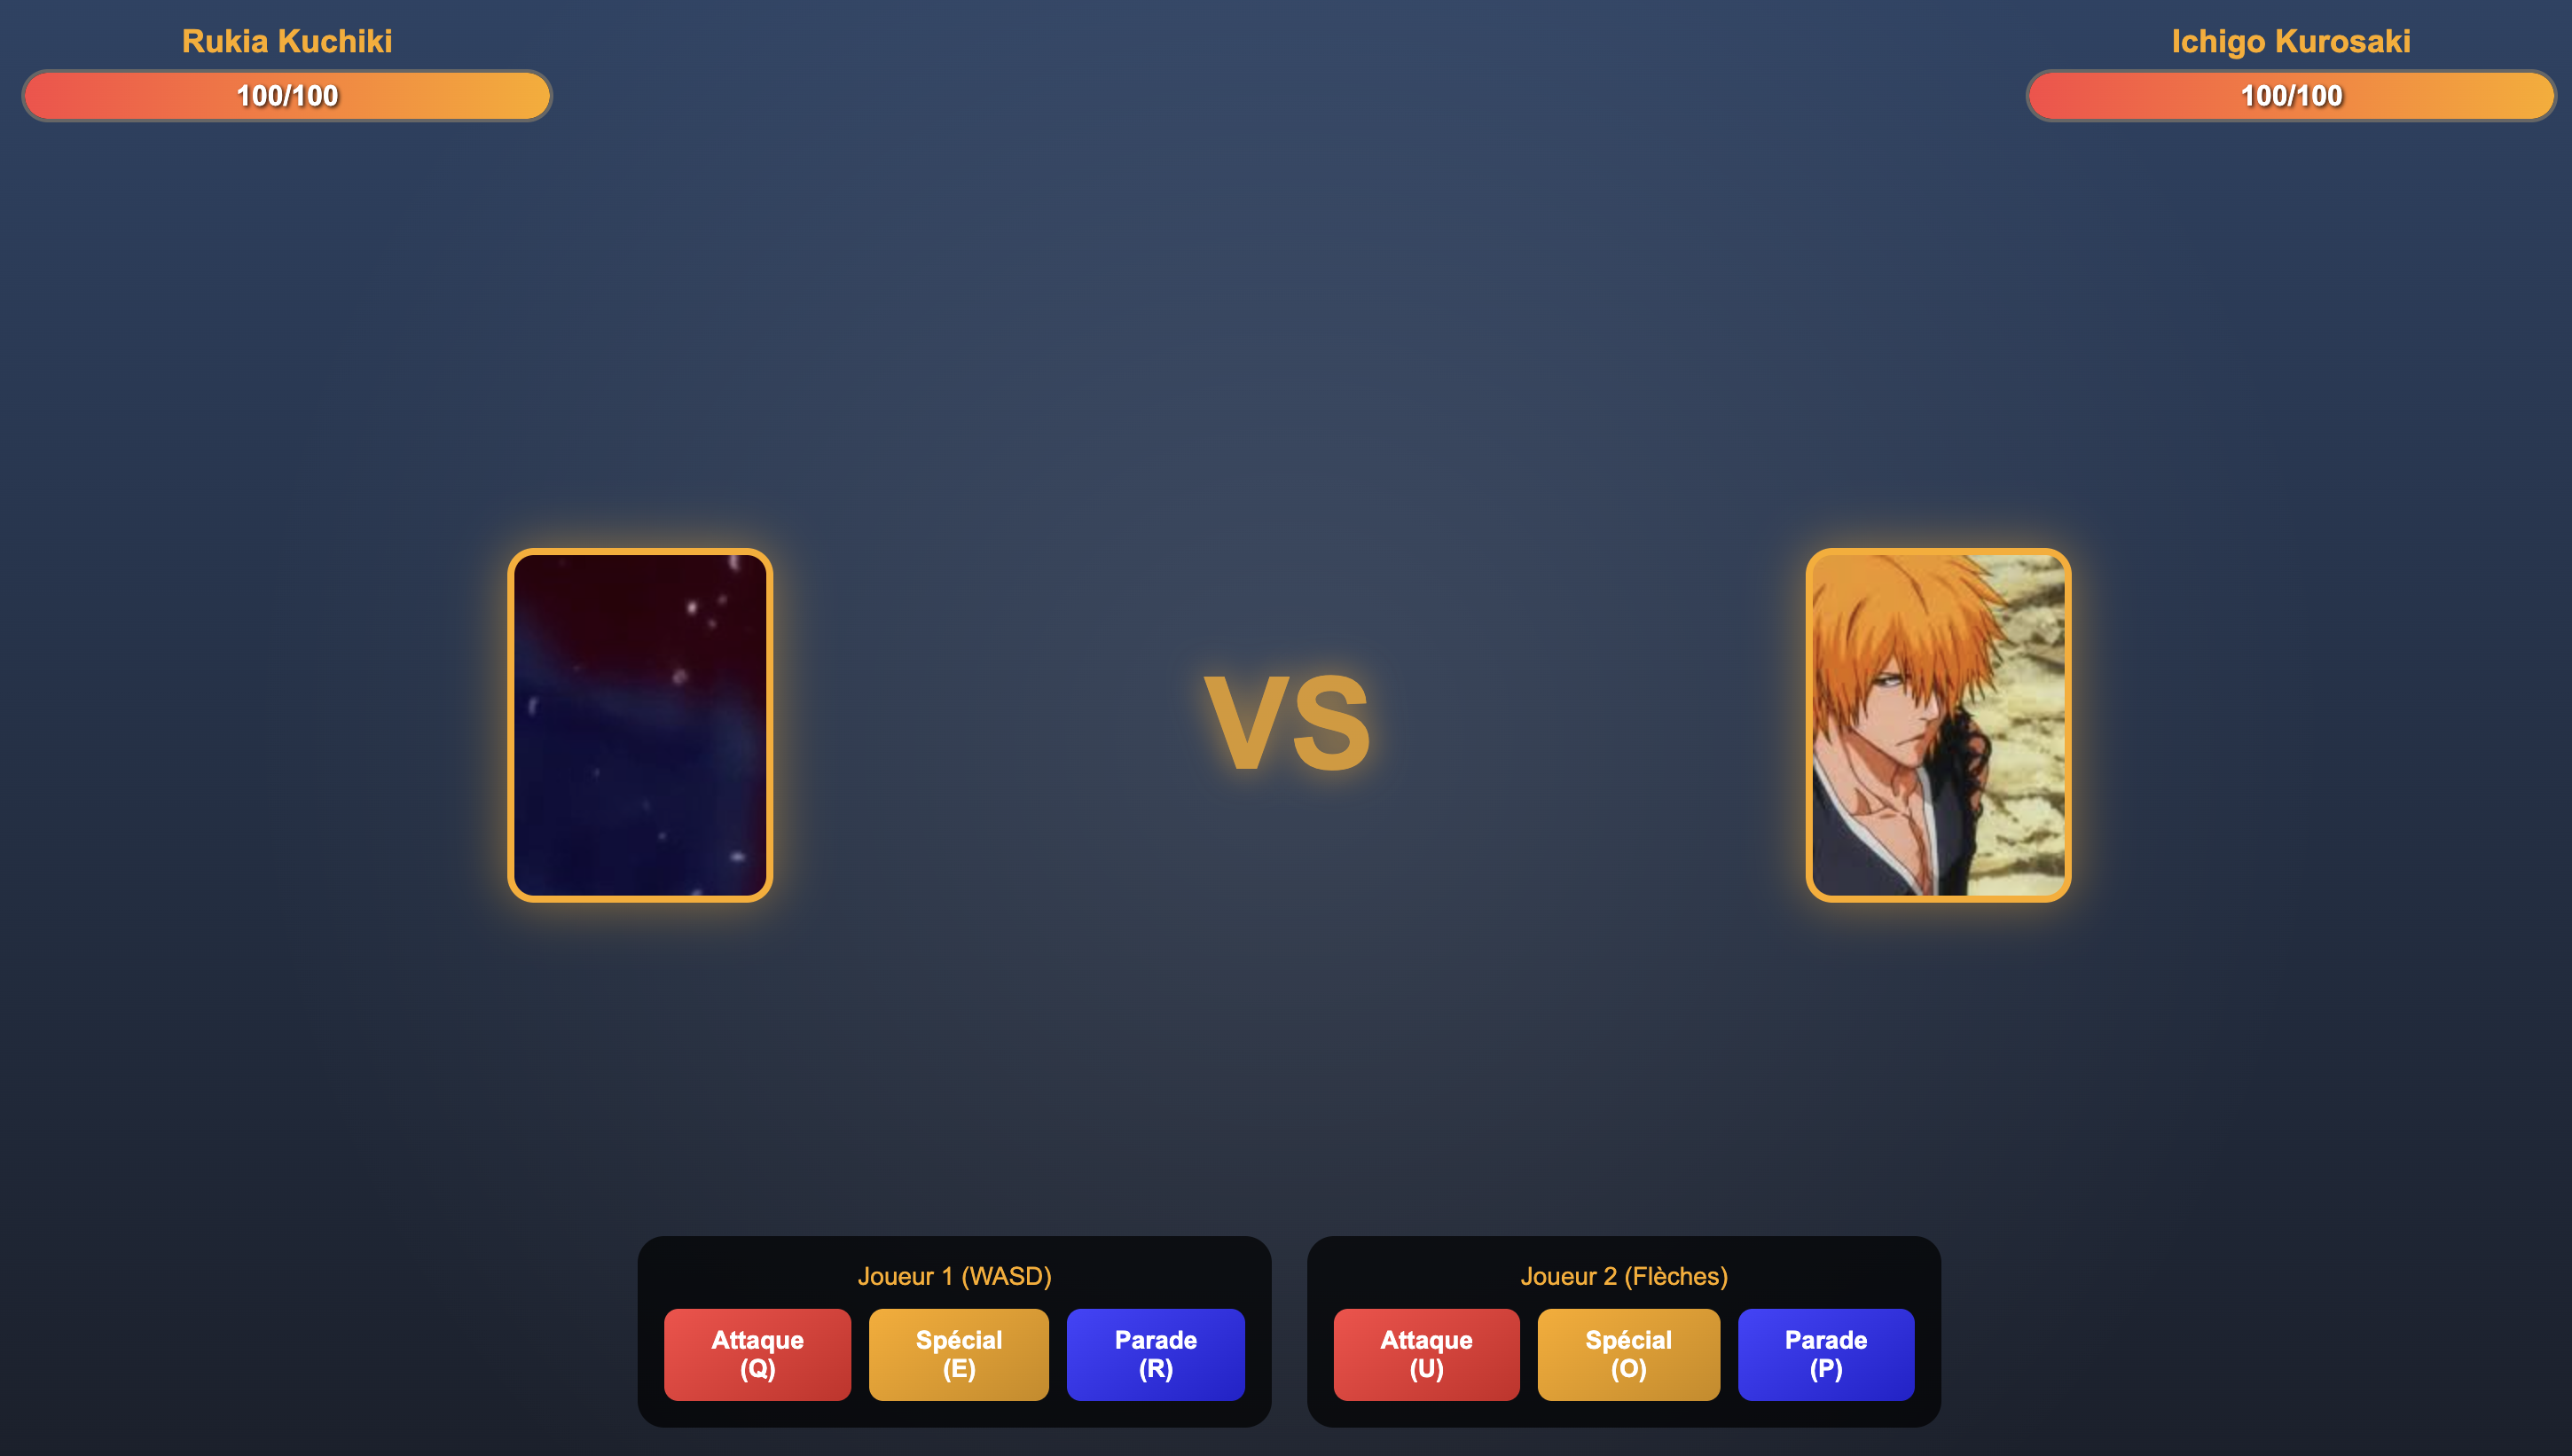 Rukia Kuchiki
100/100
Ichigo Kurosaki
100/100
VS
Joueur 1 (WASD)
Attaque
(Q)
Spécial
(E)
Parade
(R)
Joueur 2 (Flèches)
Attaque
(U)
Spécial
(O)
Parade
(P)